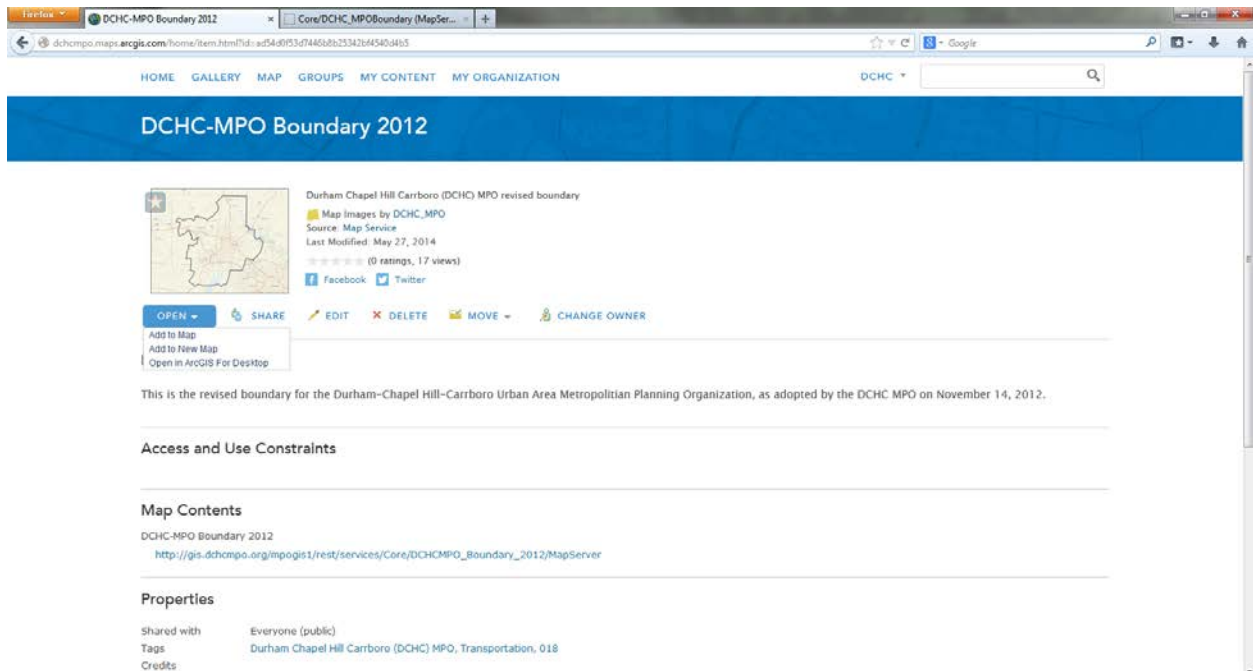 Firefox
DCHC-MPO Boundary 2012
Core/DCHC_MPOBoundary (MapSer...
dchcmpo.maps.arcgis.com/home/item.html?id=ad54d0f53d7446b8b25342bf4540d4b5
Google
HOME GALLERY MAP GROUPS MY CONTENT MY ORGANIZATION DCHC
DCHC-MPO Boundary 2012
Durham Chapel Hill Carrboro (DCHC) MPO revised boundary
Map Images by DCHC_MPO
Source: Map Service
Last Modified: May 27, 2014
(0 ratings, 17 views)
Facebook Twitter
OPEN SHARE EDIT DELETE MOVE CHANGE OWNER
Add to Map
Add to New Map
Open in ArcGIS For Desktop
This is the revised boundary for the Durham-Chapel Hill-Carrboro Urban Area Metropolitian Planning Organization, as adopted by the DCHC MPO on November 14, 2012.
Access and Use Constraints
Map Contents
DCHC-MPO Boundary 2012
http://gis.dchcmpo.org/mpogis1/rest/services/Core/DCHCMPO_Boundary_2012/MapServer
Properties
Shared with Everyone (public)
Tags Durham Chapel Hill Carrboro (DCHC) MPO, Transportation, 018
Credits